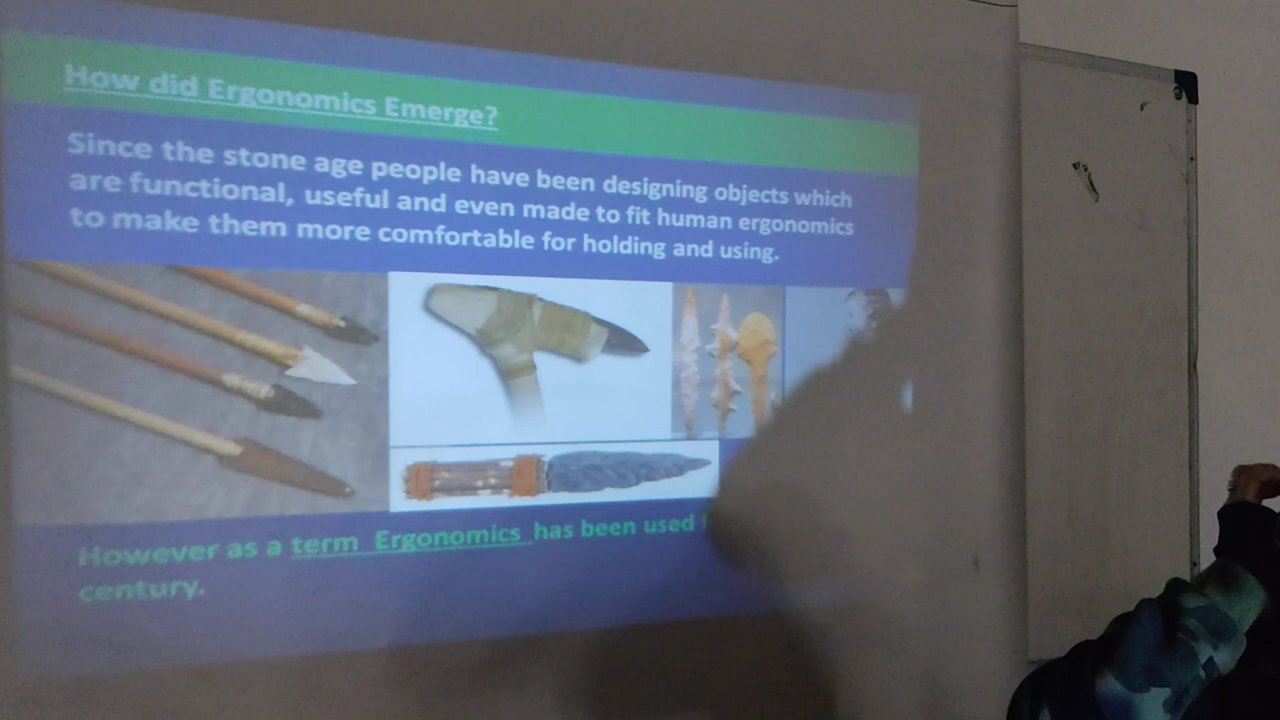 How did Ergonomics Emerge?
Since the stone age people have been designing objects which
are functional, useful and even made to fit human ergonomics
to make them more comfortable for holding and using.
However as a term Ergonomics has been used
century.